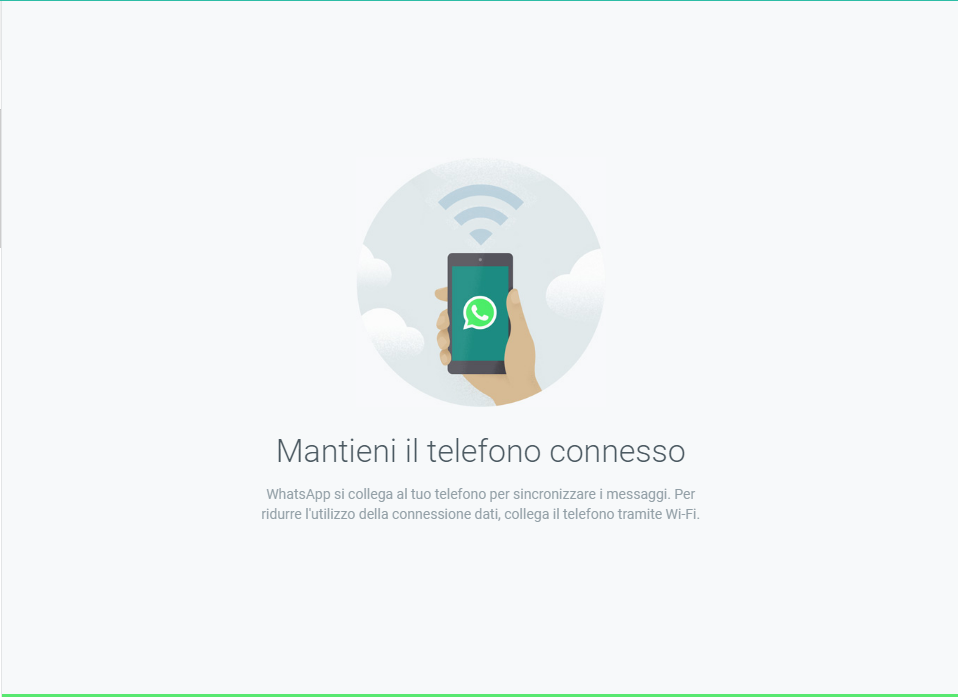 Mantieni il telefono connesso
WhatsApp si collega al tuo telefono per sincronizzare i messaggi. Per
ridurre l'utilizzo della connessione dati, collega il telefono tramite Wi-Fi.